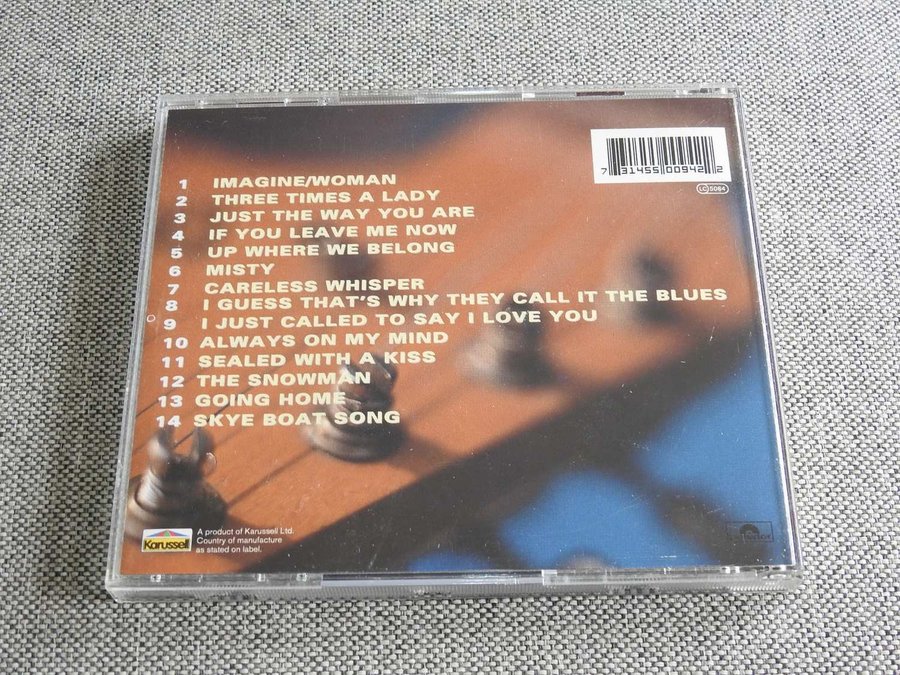 7 31455 00942 2
LC 5084
1 IMAGINE/WOMAN
2 THREE TIMES A LADY
3 JUST THE WAY YOU ARE
4 IF YOU LEAVE ME NOW
5 UP WHERE WE BELONG
6 MISTY
7 CARELESS WHISPER
8 I GUESS THAT'S WHY THEY CALL IT THE BLUES
9 I JUST CALLED TO SAY I LOVE YOU
10 ALWAYS ON MY MIND
11 SEALED WITH A KISS
12 THE SNOWMAN
13 GOING HOME
14 SKYE BOAT SONG
Karussell
A product of Karussell Ltd.
Country of manufacture
as stated on label.